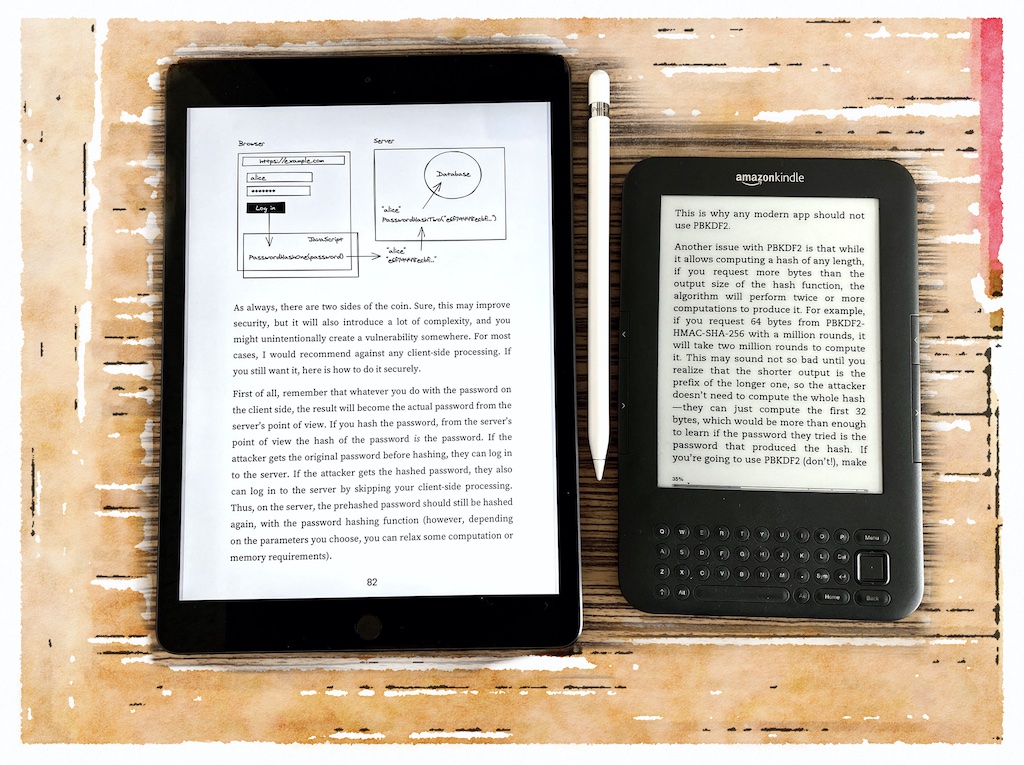 Browser
https://example.com
alice
Log in
JavaScript
PasswordHashOne(password)
Server
Database
"alice"
"alice"
As always, there are two sides of the coin. Sure, this may improve
security, but it will also introduce a lot of complexity, and you
might unintentionally create a vulnerability somewhere. For most
cases, I would recommend against any client-side processing. If
you still want it, here is how to do it securely.
First of all, remember that whatever you do with the password on
the client side, the result will become the actual password from the
server's point of view. If you hash the password, from the server's
point of view the hash of the password is the password. If the
attacker gets the original password before hashing, they can log in
to the server. If the attacker gets the hashed password, they also
can log in to the server by skipping your client-side processing.
Thus, on the server, the prehashed password should still be hashed
again, with the password hashing function (however, depending
on the parameters you choose, you can relax some computation or
memory requirements).
82
amazonkindle
This is why any modern app should not
use PBKDF2.
Another issue with PBKDF2 is that while
it allows computing a hash of any length,
if you request more bytes than the
output size of the hash function, the
algorithm will perform twice or more
computations to produce it. For example,
if you request 64 bytes from PBKDF2-
HMAC-SHA-256 with a million rounds, it
will take two million rounds to compute
it. This may sound not so bad until you
realize that the shorter output is the
prefix of the longer one, so the attacker
doesn't need to compute the whole hash
—they can just compute the first 32
bytes, which would be more than enough
to learn if the password they tried is the
password that produced the hash. If
you're going to use PBKDF2 (don't!), make
35%
Q W E R T Y U I O P Menu
A S D F G H J K L Del
Z X C V B N M . Sym
Alt Aa Home Back